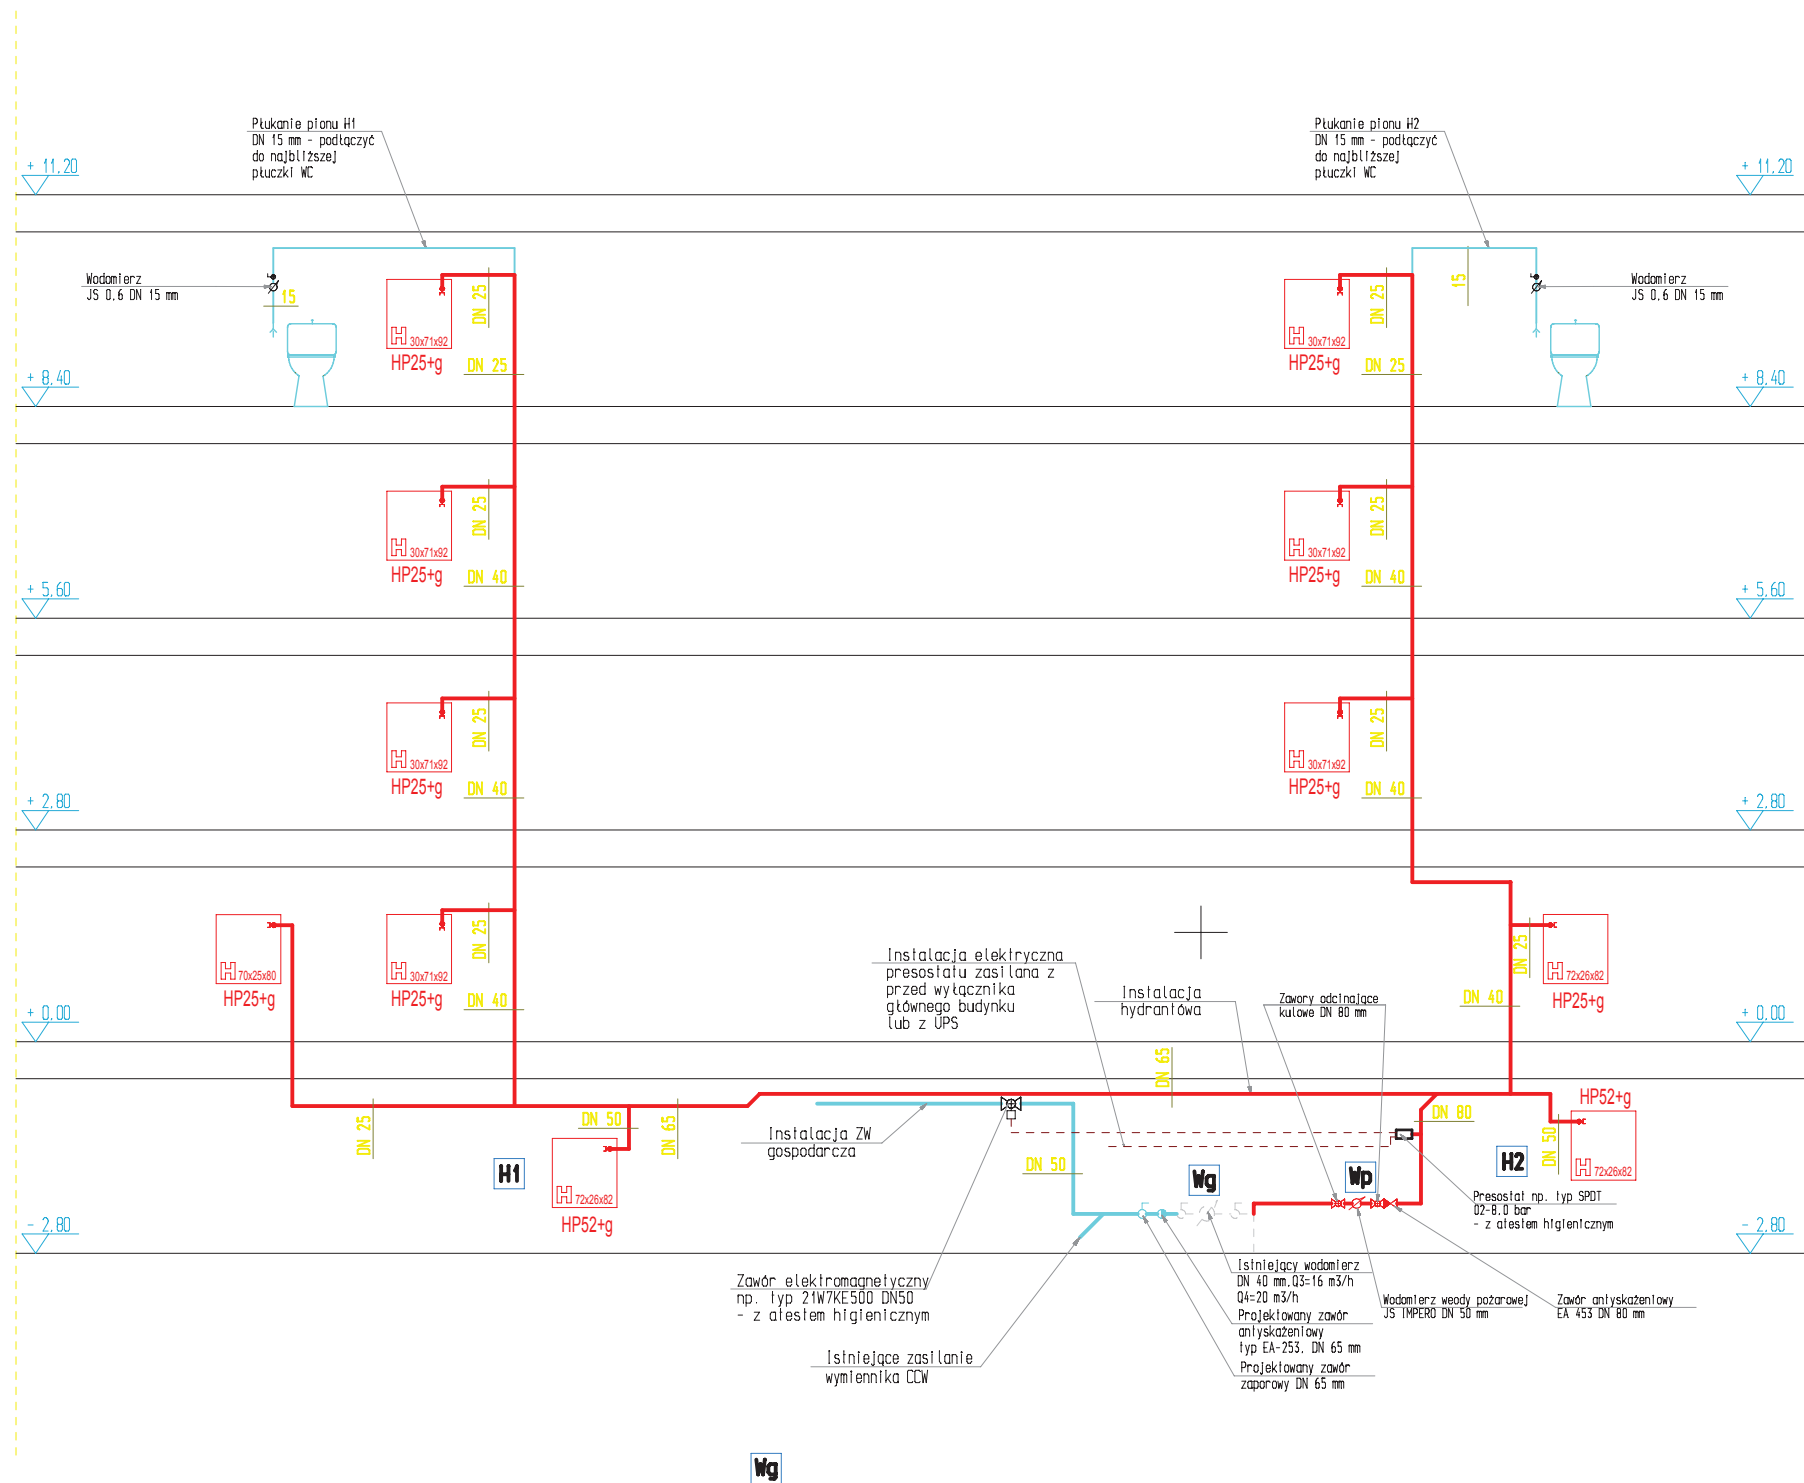 Płukanie pionu H1
DN 15 mm - podłączyć
do najbliższej
płuczki WC
Płukanie pionu H2
DN 15 mm - podłączyć
do najbliższej
płuczki WC
+ 11,20
+ 11,20
Wodomierz
JS 0,6 DN 15 mm
15
DN 25
H 30x71x92
HP25+g
DN 25
DN 25
H 30x71x92
HP25+g
DN 25
15
Wodomierz
JS 0,6 DN 15 mm
+ 8,40
+ 8,40
DN 25
H 30x71x92
HP25+g
DN 40
DN 25
H 30x71x92
HP25+g
DN 40
+ 5,60
+ 5,60
DN 25
H 30x71x92
HP25+g
DN 40
DN 25
H 30x71x92
HP25+g
DN 40
+ 2,80
+ 2,80
H 70x25x80
HP25+g
DN 25
H 30x71x92
HP25+g
DN 40
Instalacja elektryczna
presostatu zasilana z
przed wyłącznika
głównego budynku
lub z UPS
Instalacja
hydrantowa
Zawory odcinające
kulowe DN 80 mm
DN 40
DN 25
H 72x26x82
HP25+g
+ 0,00
+ 0,00
DN 65
HP52+g
DN 25
DN 50
DN 65
Instalacja ZW
gospodarcza
DN 80
DN 50
H 72x26x82
H1
H 72x26x82
HP52+g
DN 50
Wg
Wp
H2
Presostat np. typ SPDT
02-8,0 bar
- z atestem higienicznym
- 2,80
- 2,80
Zawór elektromagnetyczny
np. typ 21W7KE500 DN50
- z atestem higienicznym
Istniejący wodomierz
DN 40 mm,Q3=16 m3/h
Q4=20 m3/h
Wodomierz weody pożarowej
JS IMPERO DN 50 mm
Zawór antyskażeniowy
EA 453 DN 80 mm
Projektowany zawór
antyskażeniowy
typ EA-253, DN 65 mm
Istniejące zasilanie
wymiennika CCW
Projektowany zawór
zaporowy DN 65 mm
Wg